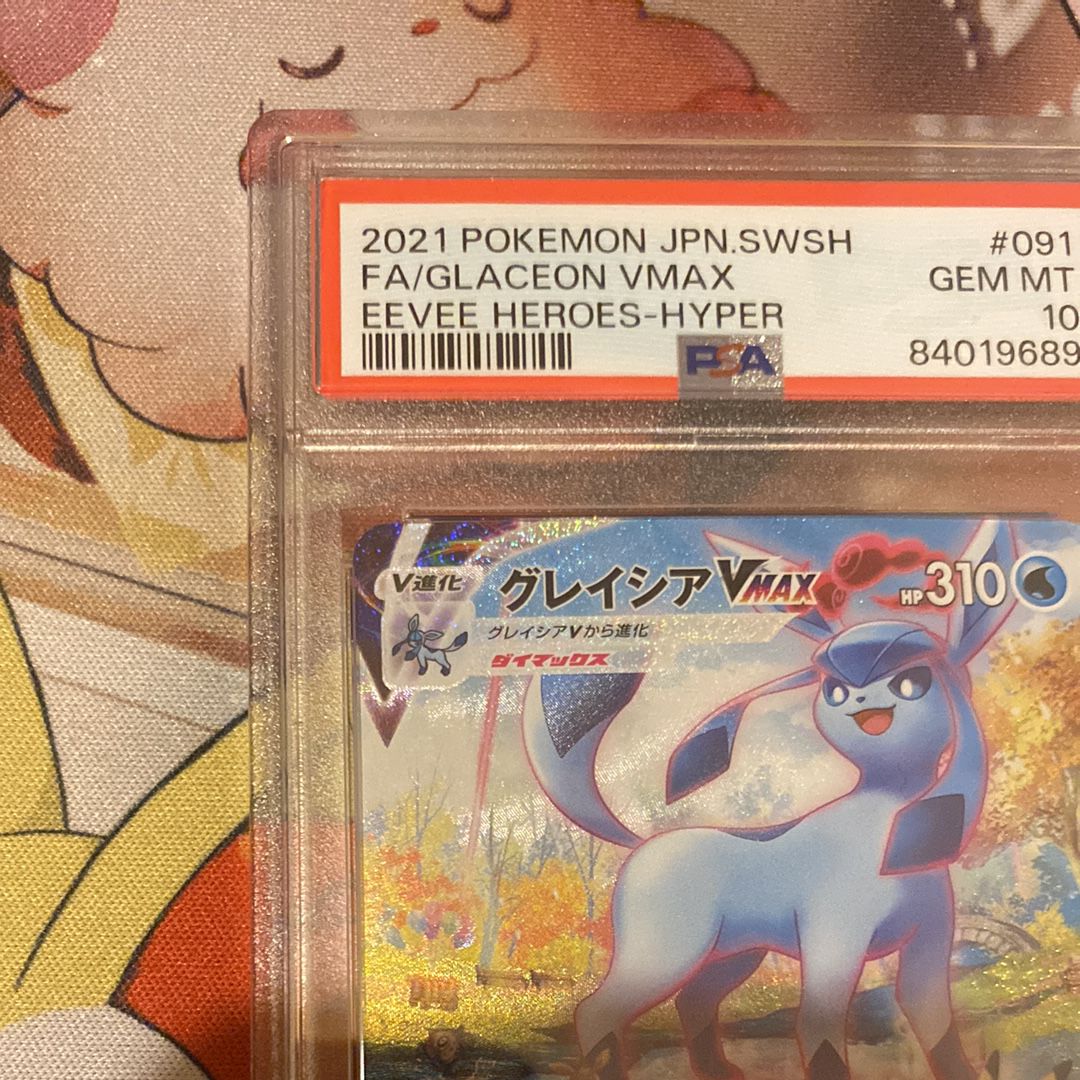 2021 POKEMON JPN.SWSH #091
FA/GLACEON VMAX GEM MT
EEVEE HEROES-HYPER 10
84019689
PSA
V進化 グレイシアVMAX HP310
グレイシアVから進化
ダイマックス